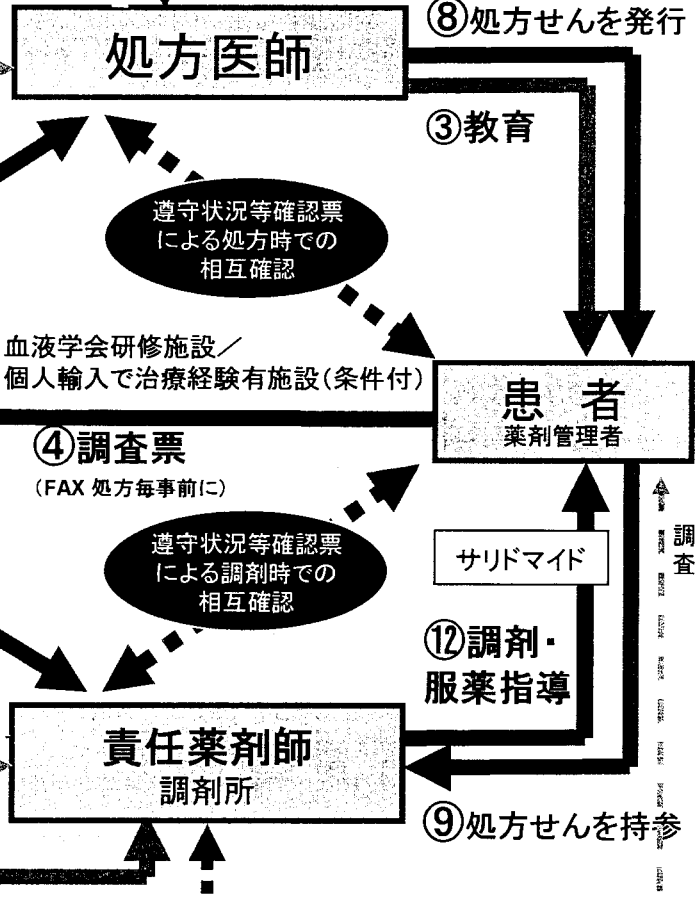 ⑧処方せんを発行
処方医師
③教育
遵守状況等確認票
による処方時での
相互確認
血液学会研修施設／
個人輸入で治療経験有施設（条件付）
患　者
薬剤管理者
④調査票
（FAX 処方毎事前に）
調
査
遵守状況等確認票
による調剤時での
相互確認
サリドマイド
⑫調剤・
服薬指導
責任薬剤師
調剤所
⑨処方せんを持参